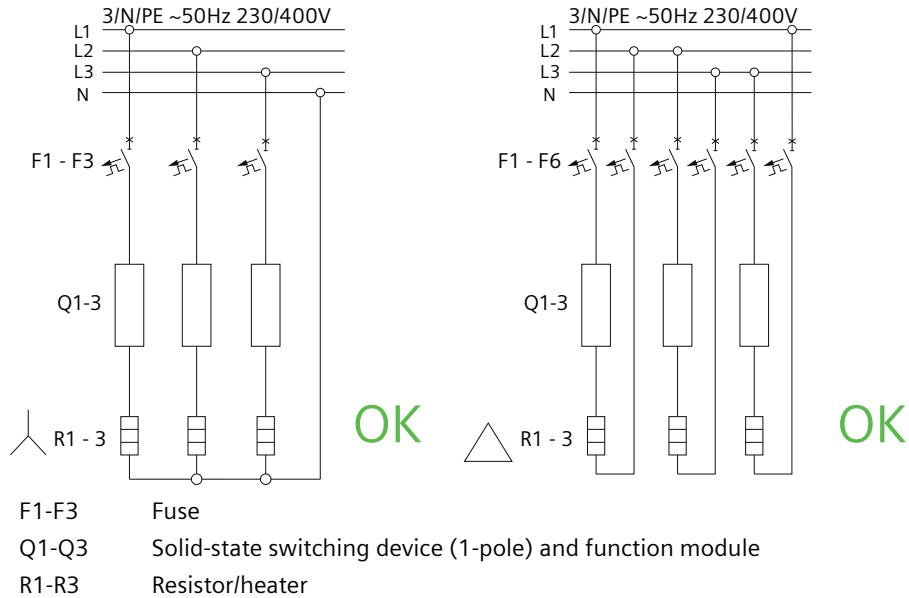 3/N/PE ~50Hz 230/400V
L1
L2
L3
N
F1 - F3
Q1-3
R1 - 3
OK
3/N/PE ~50Hz 230/400V
L1
L2
L3
N
F1 - F6
Q1-3
R1 - 3
OK
F1-F3 Fuse
Q1-Q3 Solid-state switching device (1-pole) and function module
R1-R3 Resistor/heater